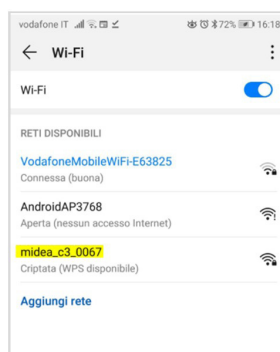 vodafone IT 72% 16:18
Wi-Fi
Wi-Fi
RETI DISPONIBILI
VodafoneMobileWiFi-E63825
Connessa (buona)
AndroidAP3768
Aperta (nessun accesso Internet)
midea_c3_0067
Criptata (WPS disponibile)
Aggiungi rete